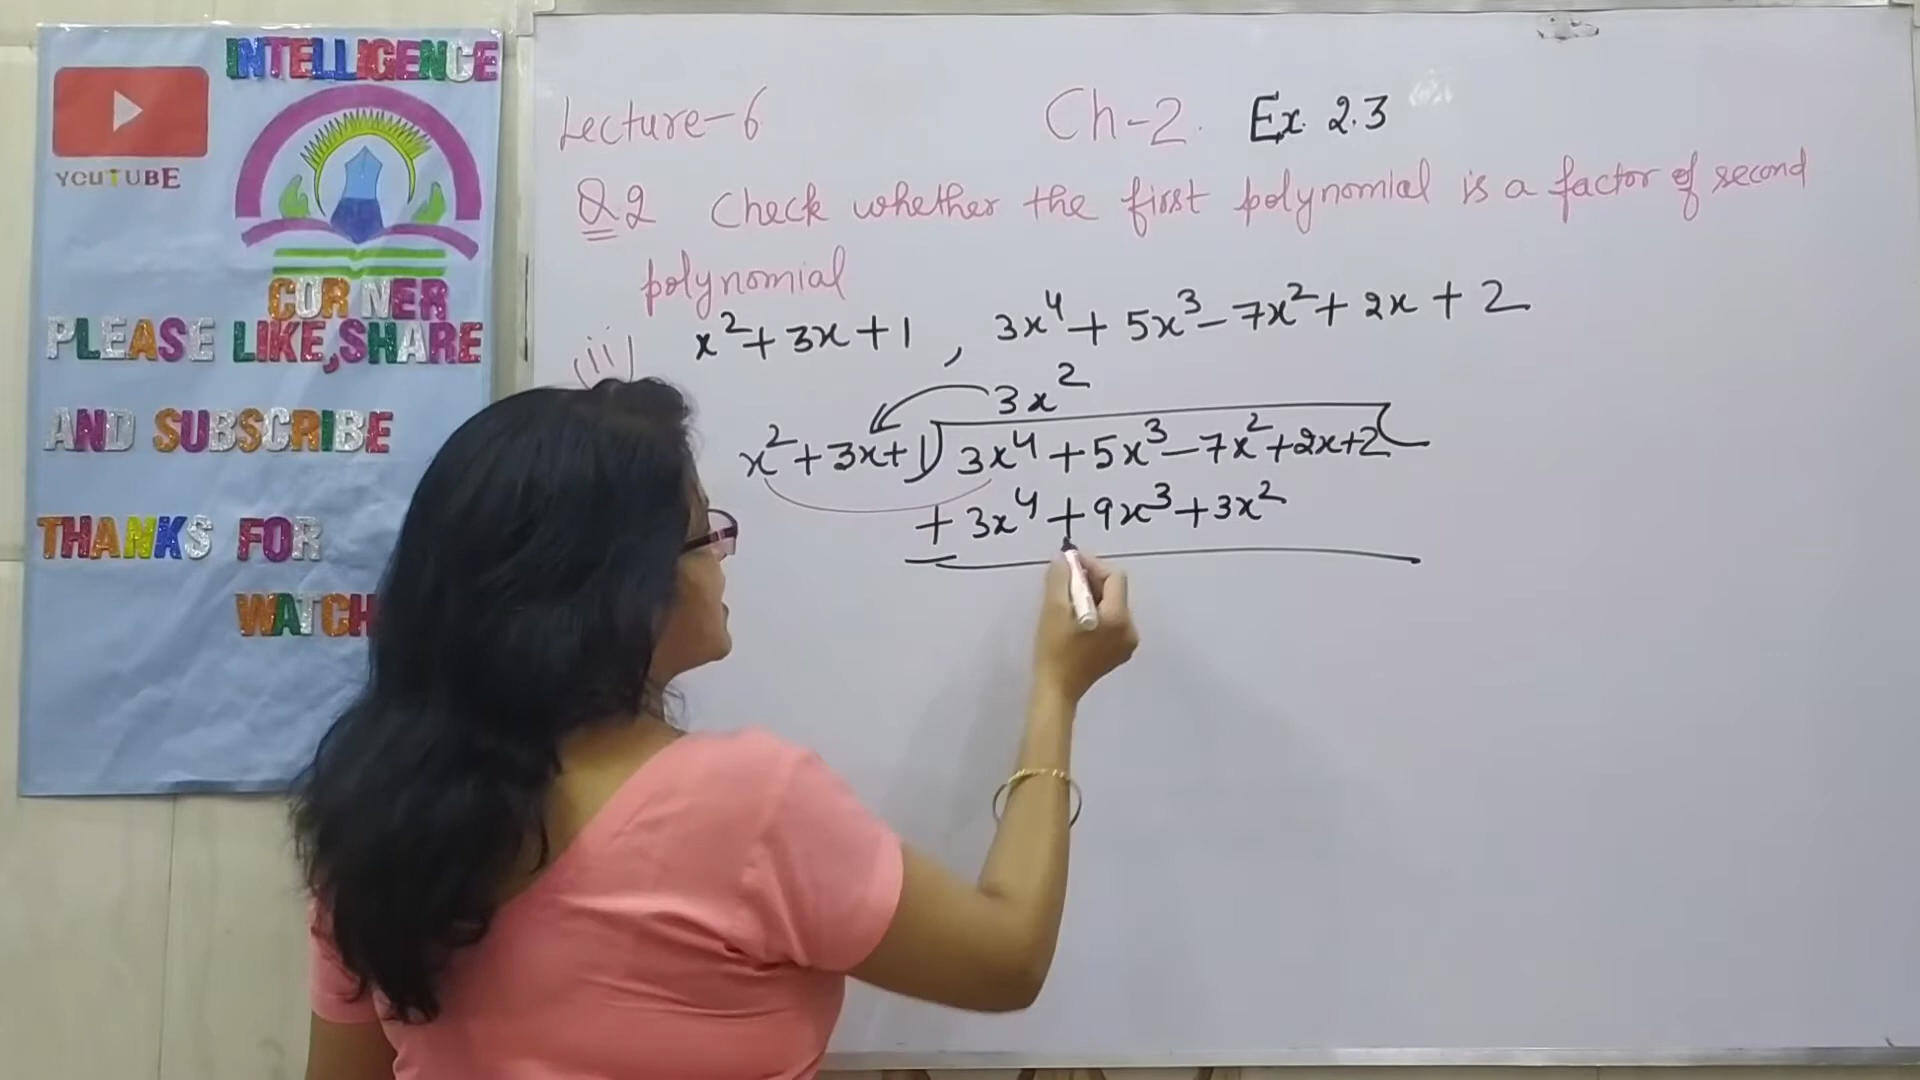 INTELLIGENCE
YOUTUBE
CORNER
PLEASE LIKE,SHARE
AND SUBSCRIBE
THANKS FOR
WATCH
Lecture-6 Ch-2. Ex. 2.3
Q.2 Check whether the first polynomial is a factor of second
polynomial
(ii) x²+3x+1 , 3x⁴+5x³-7x²+2x+2
3x²
x²+3x+1)3x⁴+5x³-7x²+2x+2(
+3x⁴+9x³+3x²